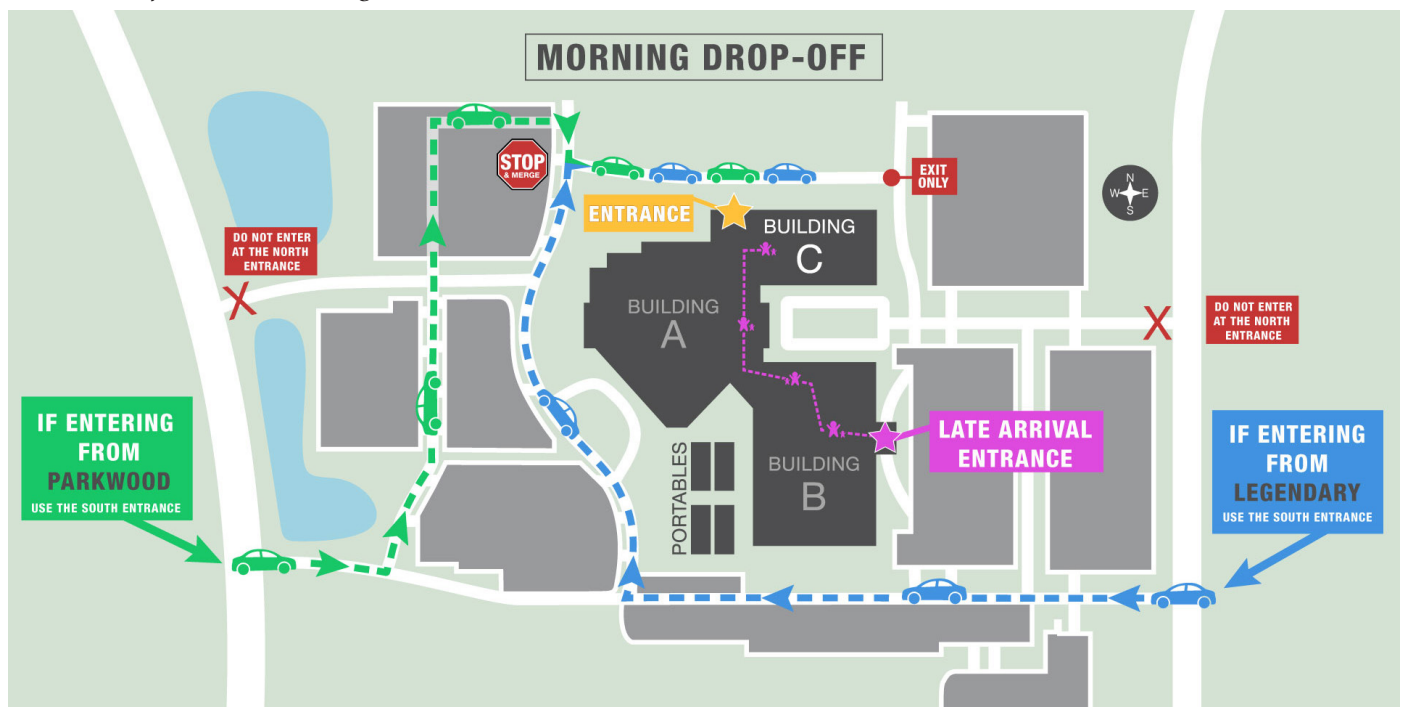 MORNING DROP-OFF
STOP
& MERGE
EXIT
ONLY
N
W E
S
ENTRANCE
BUILDING
C
DO NOT ENTER
AT THE NORTH
ENTRANCE
BUILDING
A
DO NOT ENTER
AT THE NORTH
ENTRANCE
IF ENTERING
FROM
PARKWOOD
USE THE SOUTH ENTRANCE
LATE ARRIVAL
ENTRANCE
IF ENTERING
FROM
LEGENDARY
USE THE SOUTH ENTRANCE
PORTABLES
BUILDING
B